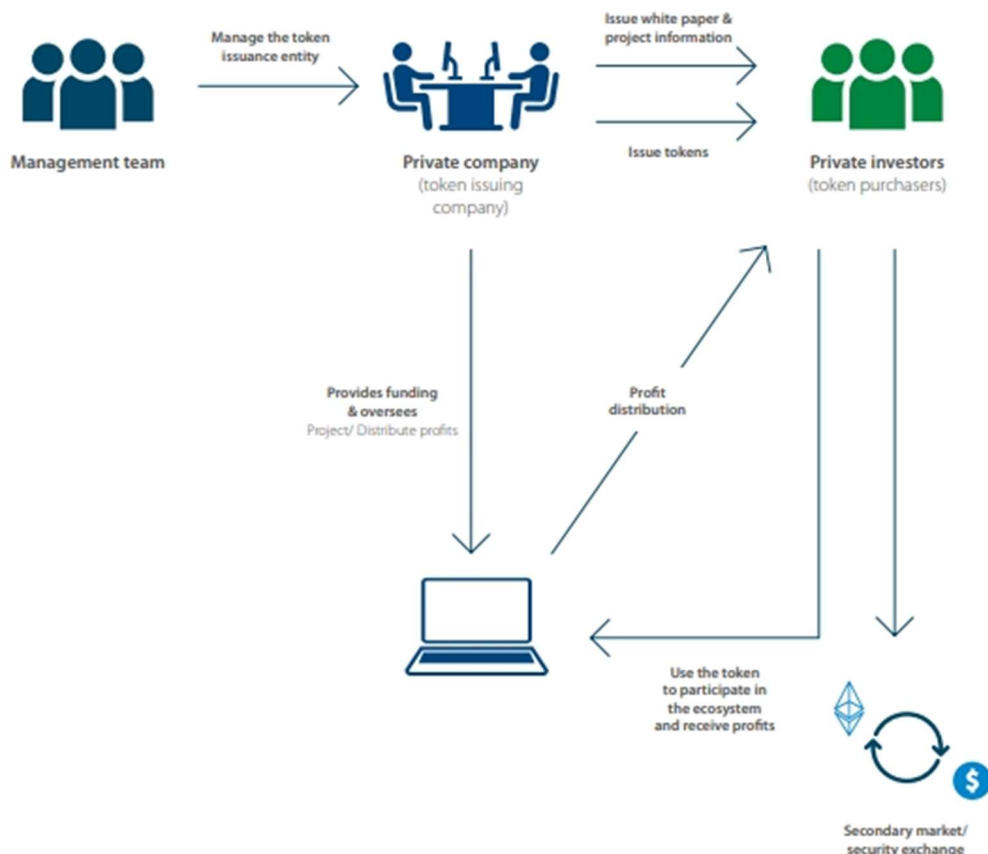 Manage the token
issuance entity
Issue white paper &
project information
Issue tokens
Management team
Private company
(token issuing
company)
Private investors
(token purchasers)
Provides funding
& oversees
Project/ Distribute profits
Profit
distribution
Use the token
to participate in
the ecosystem
and receive profits
$
Secondary market/
security exchange